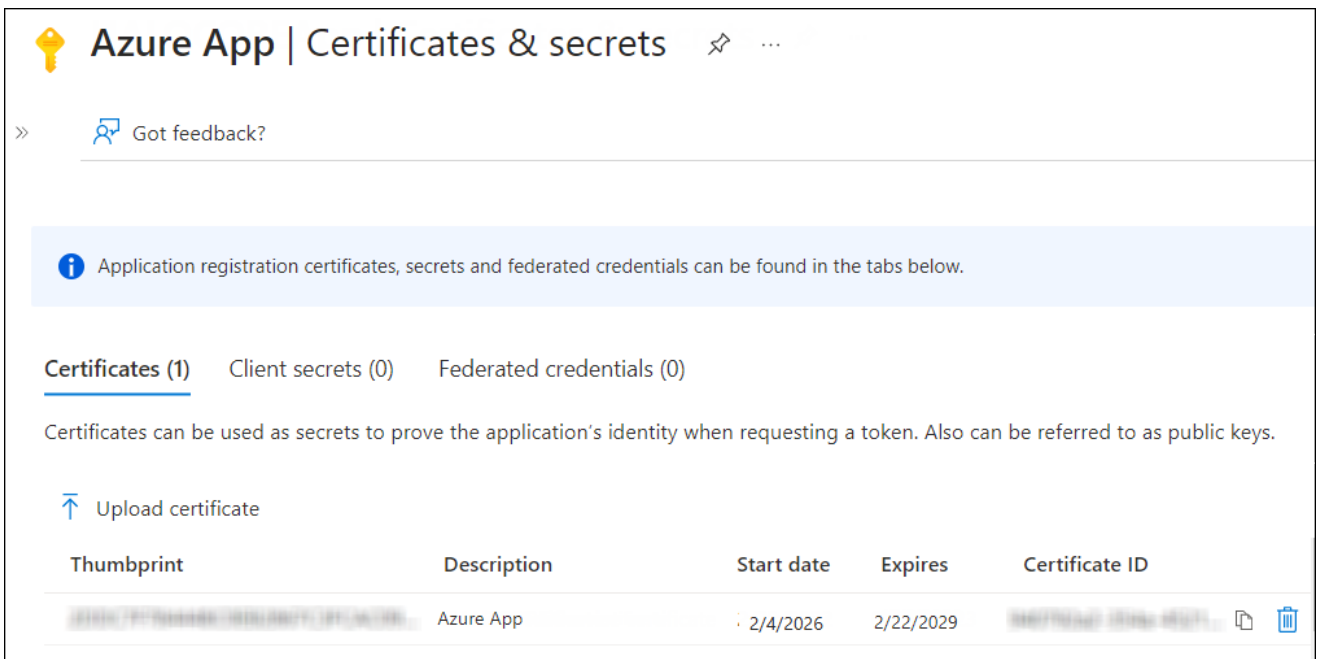 Azure App | Certificates & secrets
Got feedback?
Application registration certificates, secrets and federated credentials can be found in the tabs below.
Certificates (1) Client secrets (0) Federated credentials (0)
Certificates can be used as secrets to prove the application's identity when requesting a token. Also can be referred to as public keys.
Upload certificate
Thumbprint Description Start date Expires Certificate ID
Azure App 2/4/2026 2/22/2029